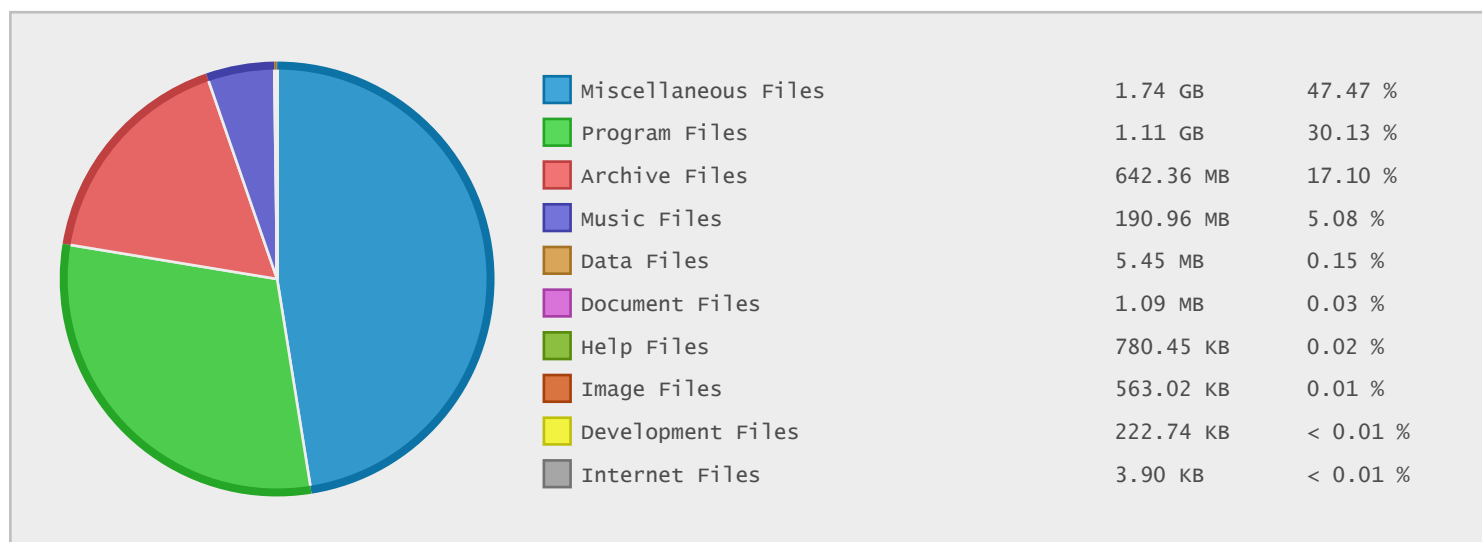 Miscellaneous Files 1.74 GB 47.47 %
Program Files 1.11 GB 30.13 %
Archive Files 642.36 MB 17.10 %
Music Files 190.96 MB 5.08 %
Data Files 5.45 MB 0.15 %
Document Files 1.09 MB 0.03 %
Help Files 780.45 KB 0.02 %
Image Files 563.02 KB 0.01 %
Development Files 222.74 KB < 0.01 %
Internet Files 3.90 KB < 0.01 %